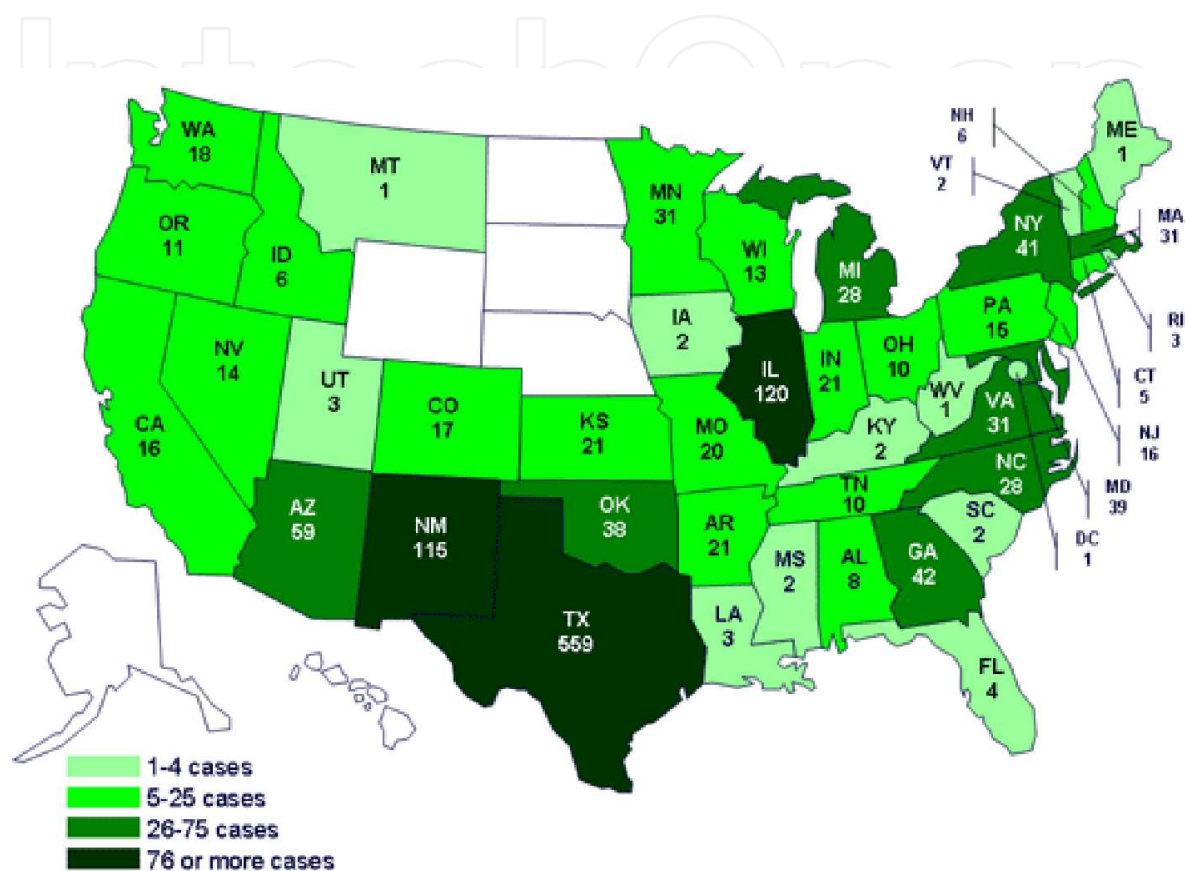 IntechOpen
WA
18
MT
1
OR
11
ID
6
MN
31
WI
13
MI
28
NH
6
VT
2
ME
1
MA
31
NY
41
RI
3
CT
5
NJ
16
MD
39
DC
1
PA
15
NV
14
UT
3
CO
17
CA
16
IA
2
IL
120
IN
21
OH
10
WV
1
VA
31
KS
21
MO
20
KY
2
NC
28
TN
10
SC
2
AZ
59
NM
115
OK
38
AR
21
MS
2
AL
8
GA
42
TX
559
LA
3
FL
4
1-4 cases
5-25 cases
26-75 cases
76 or more cases